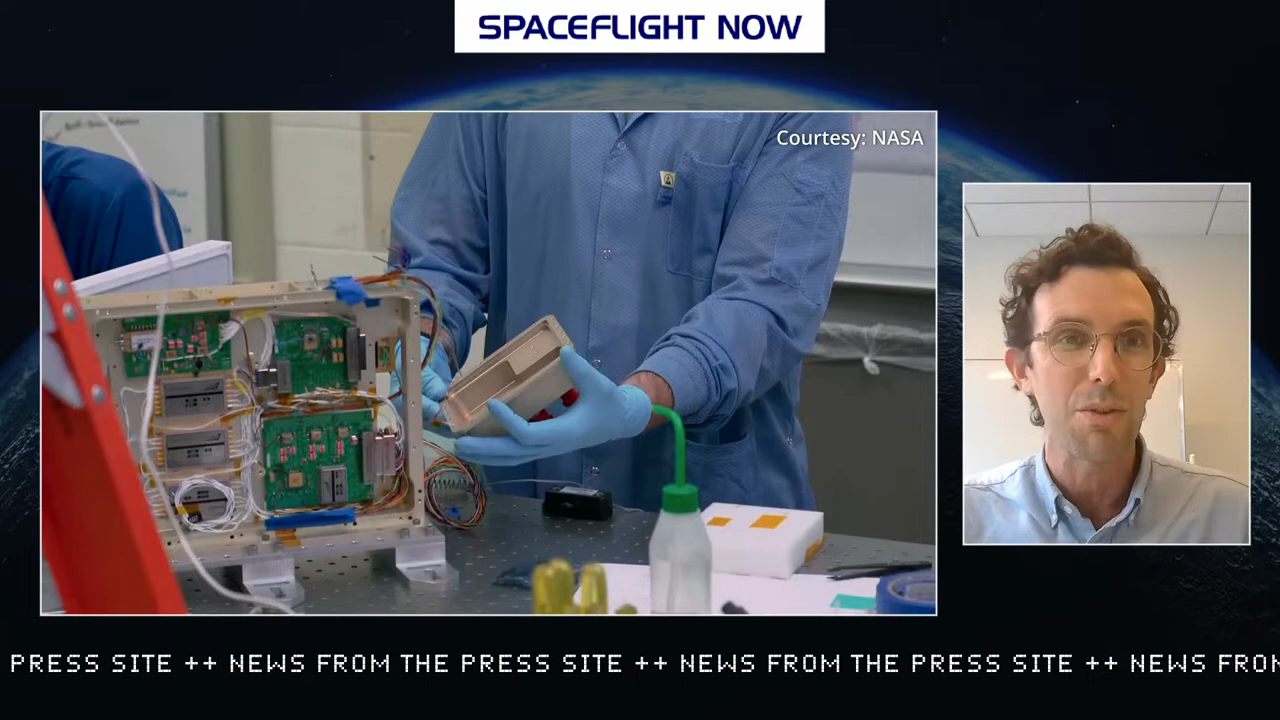 SPACEFLIGHT NOW
Courtesy: NASA
PRESS SITE ++ NEWS FROM THE PRESS SITE ++ NEWS FROM THE PRESS SITE ++ NEWS FROM